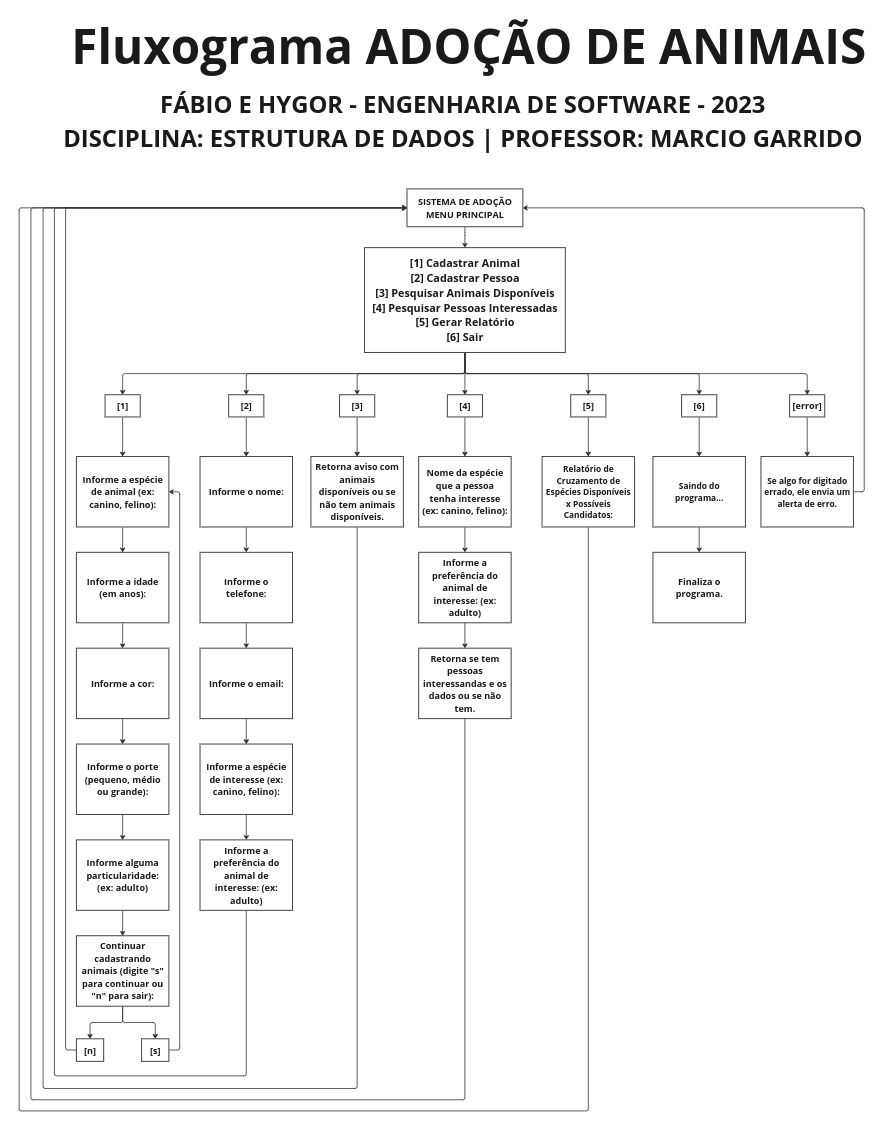 Fluxograma ADOÇÃO DE ANIMAIS
FÁBIO E HYGOR - ENGENHARIA DE SOFTWARE - 2023
DISCIPLINA: ESTRUTURA DE DADOS | PROFESSOR: MARCIO GARRIDO
SISTEMA DE ADOÇÃO
MENU PRINCIPAL
[1] Cadastrar Animal
[2] Cadastrar Pessoa
[3] Pesquisar Animais Disponíveis
[4] Pesquisar Pessoas Interessadas
[5] Gerar Relatório
[6] Sair
[1]
[2]
[3]
[4]
[5]
[6]
[error]
Informe a espécie
de animal (ex:
canino, felino):
Informe o nome:
Retorna aviso com
animais
disponíveis ou se
não tem animais
disponíveis.
Nome da espécie
que a pessoa
tenha interesse
(ex: canino, felino):
Relatório de
Cruzamento de
Espécies Disponíveis
x Possíveis
Candidatos:
Saindo do
programa...
Se algo for digitado
errado, ele envia um
alerta de erro.
Informe a idade
(em anos):
Informe o
telefone:
Informe a
preferência do
animal de
interesse: (ex:
adulto)
Finaliza o
programa.
Informe a cor:
Informe o email:
Retorna se tem
pessoas
interessandas e os
dados ou se não
tem.
Informe o porte
(pequeno, médio
ou grande):
Informe a espécie
de interesse (ex:
canino, felino):
Informe alguma
particularidade:
(ex: adulto)
Informe a
preferência do
animal de
interesse: (ex:
adulto)
Continuar
cadastrando
animais (digite "s"
para continuar ou
"n" para sair):
[n]
[s]